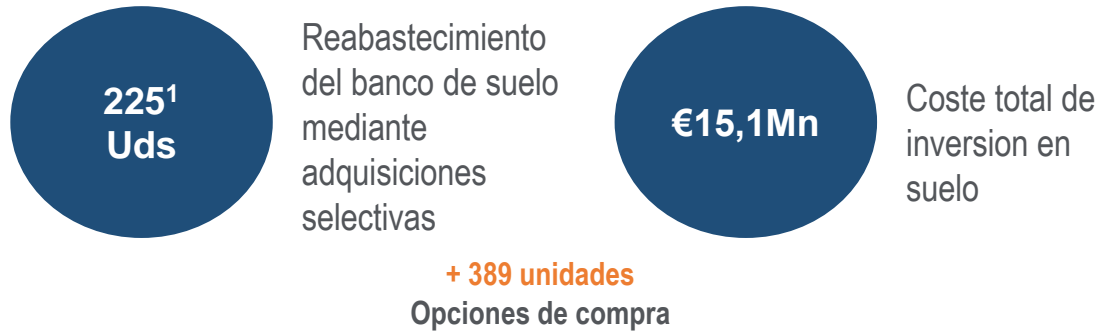 225¹
Uds
Reabastecimiento
del banco de suelo
mediante
adquisiciones
selectivas
€15,1Mn
Coste total de
inversion en
suelo
+ 389 unidades
Opciones de compra